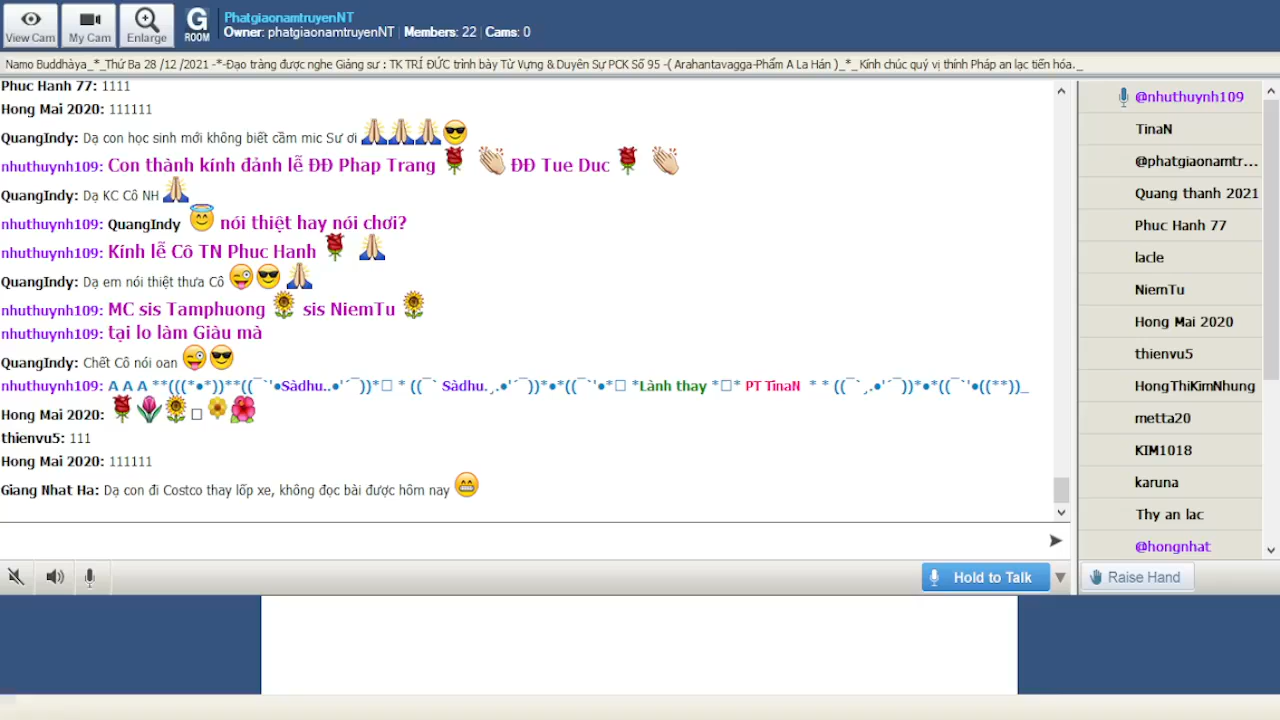 View Cam
My Cam
Enlarge
G ROOM
PhatgiaonamtruyenNT
Owner: phatgiaonamtruyenNT | Members: 22 | Cams: 0
Namo Buddhàya_*_Thứ Ba 28 /12 /2021 -*-Đạo tràng được nghe Giảng sư : TK TRÍ ĐỨC trình bày Từ Vựng & Duyên Sự PCK Số 95 -( Arahantavagga-Phẩm A La Hán )_*_ Kính chúc quý vị thính Pháp an lạc tiến hóa._
Phuc Hanh 77: 1111
Hong Mai 2020: 111111
QuangIndy: Dạ con học sinh mới không biết cầm mic Sư ơi 🙏🙏🙏😎
nhuthuynh109: Con thành kính đảnh lễ ĐĐ Phap Trang 🌹 👏 ĐĐ Tue Duc 🌹 👏
QuangIndy: Dạ KC Cô NH 🙏
nhuthuynh109: QuangIndy 😇 nói thiệt hay nói chơi?
nhuthuynh109: Kính lễ Cô TN Phuc Hanh 🌹 🙏
QuangIndy: Dạ em nói thiệt thưa Cô 😜😎🙏
nhuthuynh109: MC sis Tamphuong 🌻 sis NiemTu 🌻
nhuthuynh109: tại lo làm Giàu mà
QuangIndy: Chết Cô nói oan 😜😎
nhuthuynh109: A A A **(((*●*))**((¯`'●Sàdhu..●'´¯))*□ * ((¯` Sàdhu.¸.●'´¯))*●*((¯`'●*□ *Lành thay *□* PT TinaN * * ((¯`¸.●'´¯))*●*((¯`'●((**))_
Hong Mai 2020: 🌹🌷🌻□🌼🌺
thienvu5: 111
Hong Mai 2020: 111111
Giang Nhat Ha: Dạ con đi Costco thay lốp xe, không đọc bài được hôm nay 😁
@nhuthuynh109
TinaN
@phatgiaonamtr...
Quang thanh 2021
Phuc Hanh 77
lacle
NiemTu
Hong Mai 2020
thienvu5
HongThiKimNhung
metta20
KIM1018
karuna
Thy an lac
@hongnhat
Hold to Talk
Raise Hand